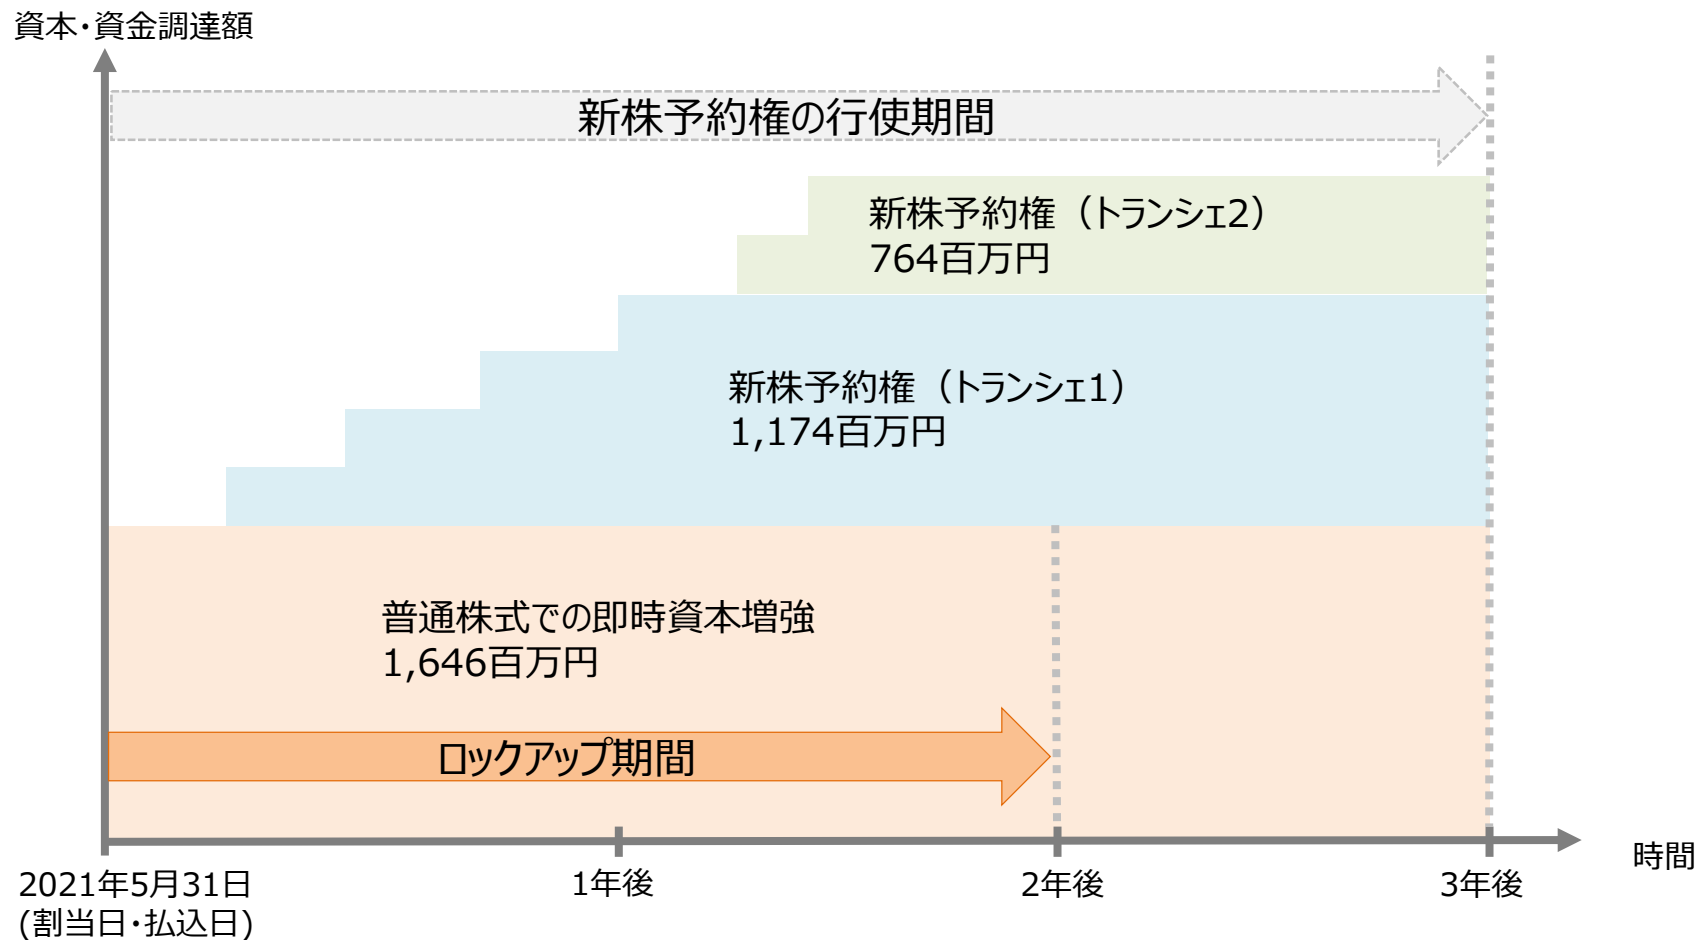 資本・資金調達額
新株予約権の行使期間
新株予約権（トランシェ2）
764百万円
新株予約権（トランシェ1）
1,174百万円
普通株式での即時資本増強
1,646百万円
ロックアップ期間
時間
2021年5月31日
(割当日・払込日)
1年後
2年後
3年後